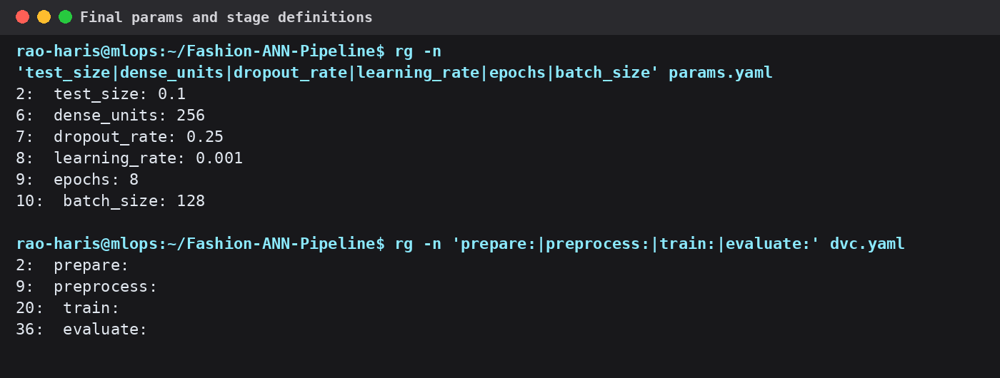 Final params and stage definitions
rao-haris@mlops:~/Fashion-ANN-Pipeline$ rg -n
'test_size|dense_units|dropout_rate|learning_rate|epochs|batch_size' params.yaml
2:  test_size: 0.1
6:  dense_units: 256
7:  dropout_rate: 0.25
8:  learning_rate: 0.001
9:  epochs: 8
10:  batch_size: 128
rao-haris@mlops:~/Fashion-ANN-Pipeline$ rg -n 'prepare:|preprocess:|train:|evaluate:' dvc.yaml
2:  prepare:
9:  preprocess:
20:  train:
36:  evaluate: